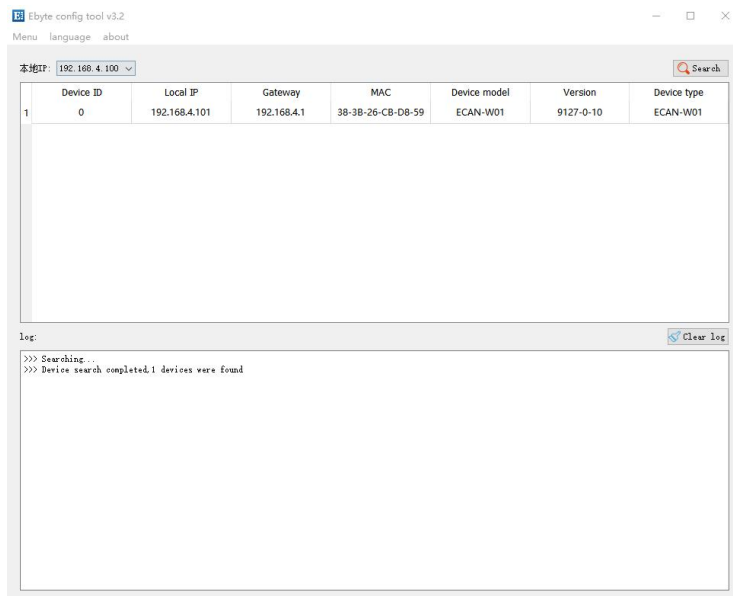 Ebyte config tool v3.2
Menu language about
本地IP: 192.168.4.100 Search
Device ID Local IP Gateway MAC Device model Version Device type
1 0 192.168.4.101 192.168.4.1 38-3B-26-CB-D8-59 ECAN-W01 9127-0-10 ECAN-W01
log: Clear log
>>> Searching...
>>> Device search completed,1 devices were found